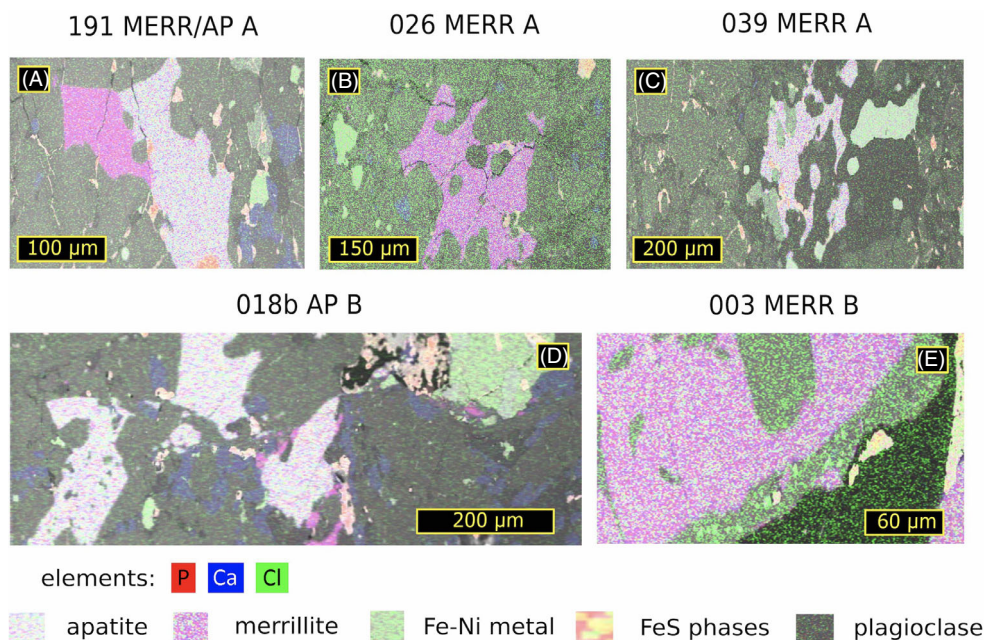 191 MERR/AP A
026 MERR A
039 MERR A
(A)
(B)
(C)
100 µm
150 µm
200 µm
018b AP B
003 MERR B
(D)
(E)
200 µm
60 µm
elements: P Ca Cl
apatite merrillite Fe-Ni metal FeS phases plagioclase